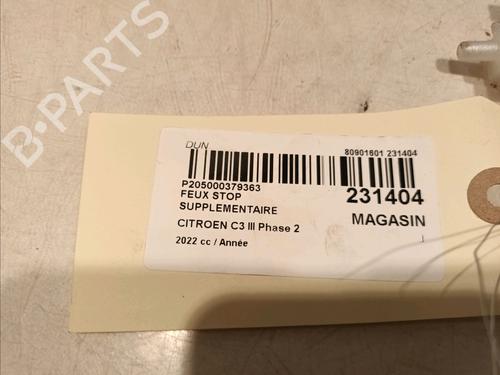 B-PARTS
DUN
80901601 231404
P205000379363
FEUX STOP
SUPPLEMENTAIRE
231404
MAGASIN
CITROEN C3 III Phase 2
2022 cc / Année